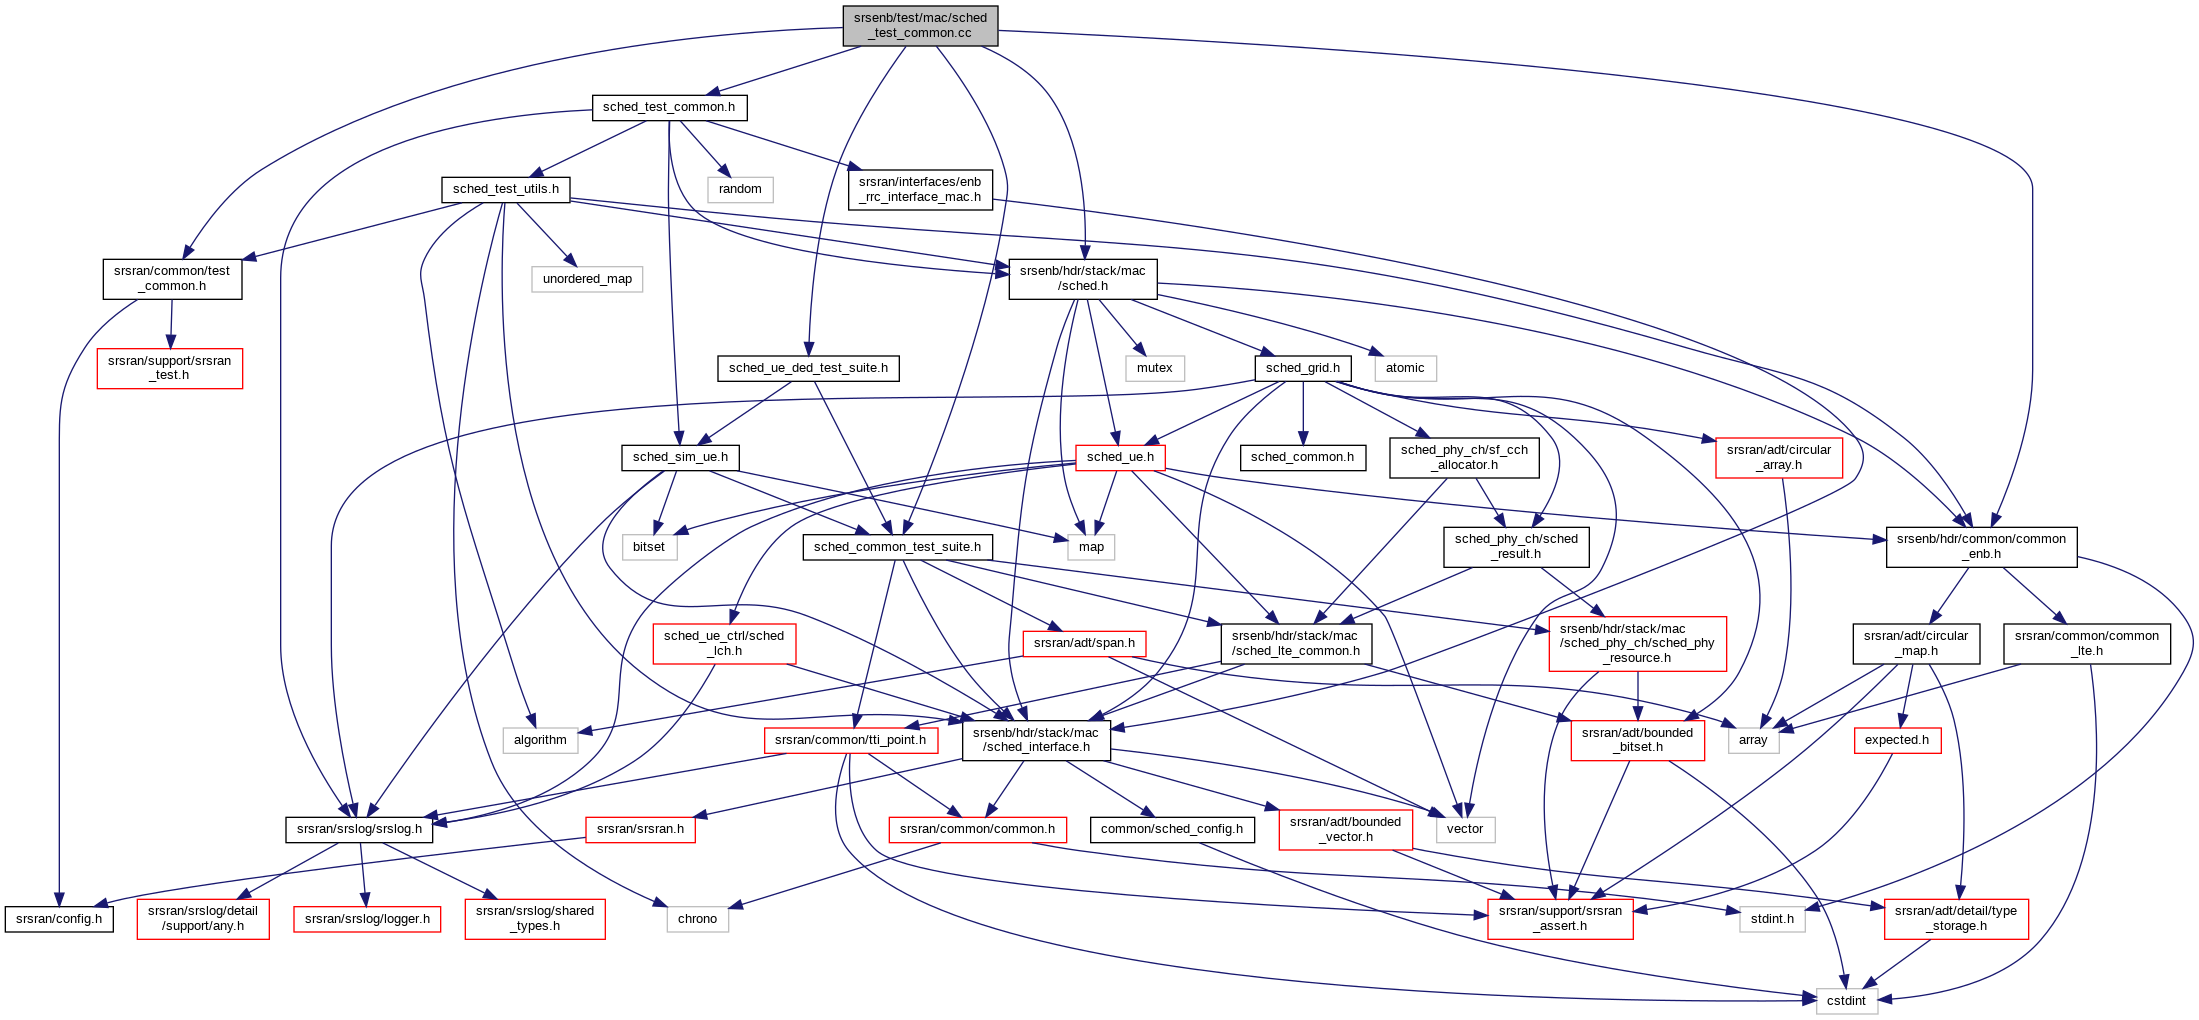 srsenb/test/mac/sched
_test_common.cc
sched_test_common.h
sched_test_utils.h
random
srsran/interfaces/enb
_rrc_interface_mac.h
srsran/common/test
_common.h
unordered_map
srsenb/hdr/stack/mac
/sched.h
srsran/support/srsran
_test.h
sched_ue_ded_test_suite.h
mutex
sched_grid.h
atomic
sched_sim_ue.h
sched_ue.h
sched_common.h
sched_phy_ch/sf_cch
_allocator.h
srsran/adt/circular
_array.h
bitset
sched_common_test_suite.h
map
sched_phy_ch/sched
_result.h
srsenb/hdr/common/common
_enb.h
sched_ue_ctrl/sched
_lch.h
srsran/adt/span.h
srsenb/hdr/stack/mac
/sched_lte_common.h
srsenb/hdr/stack/mac
/sched_phy_ch/sched_phy
_resource.h
srsran/adt/circular
_map.h
srsran/common/common
_lte.h
algorithm
srsran/common/tti_point.h
srsenb/hdr/stack/mac
/sched_interface.h
srsran/adt/bounded
_bitset.h
array
expected.h
srsran/srslog/srslog.h
srsran/srsran.h
srsran/common/common.h
common/sched_config.h
srsran/adt/bounded
_vector.h
vector
srsran/config.h
srsran/srslog/detail
/support/any.h
srsran/srslog/logger.h
srsran/srslog/shared
_types.h
chrono
srsran/support/srsran
_assert.h
stdint.h
srsran/adt/detail/type
_storage.h
cstdint